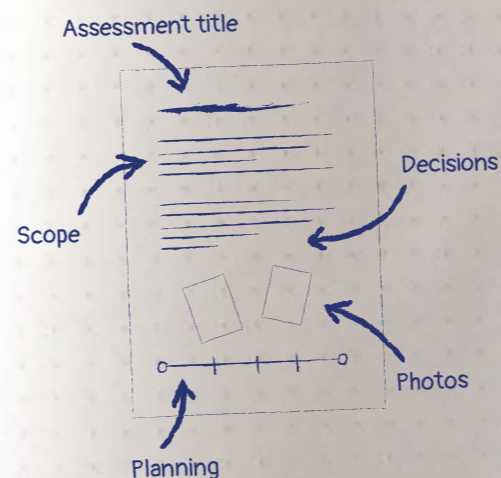 Assessment title
Decisions
Scope
Photos
Planning